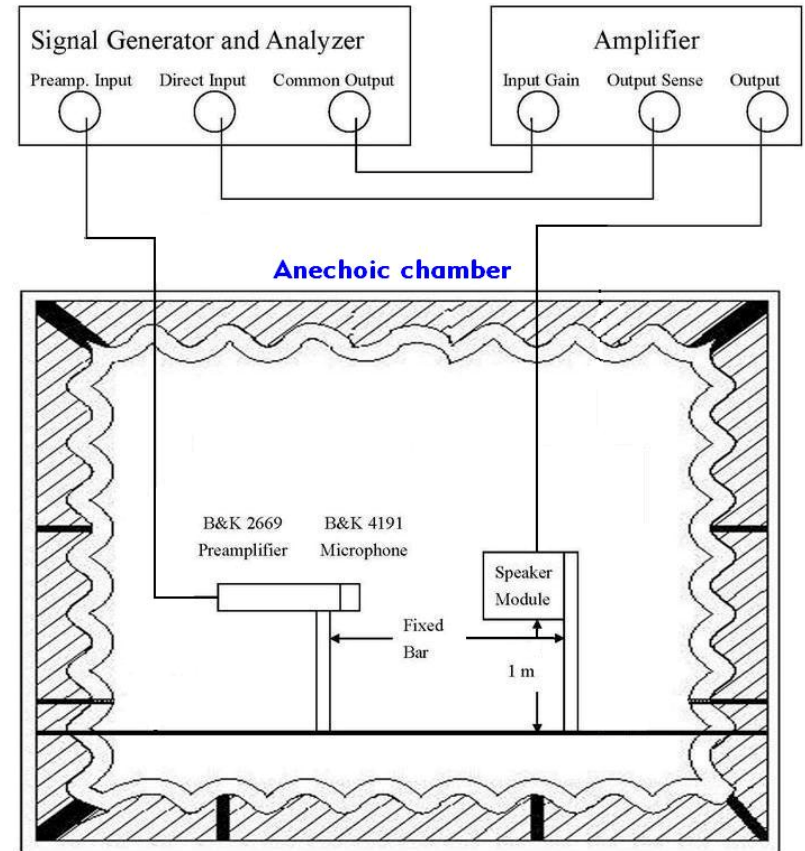 Signal Generator and Analyzer
Preamp. Input Direct Input Common Output
Amplifier
Input Gain Output Sense Output
Anechoic chamber
B&K 2669
Preamplifier
B&K 4191
Microphone
Speaker
Module
Fixed
Bar
1 m